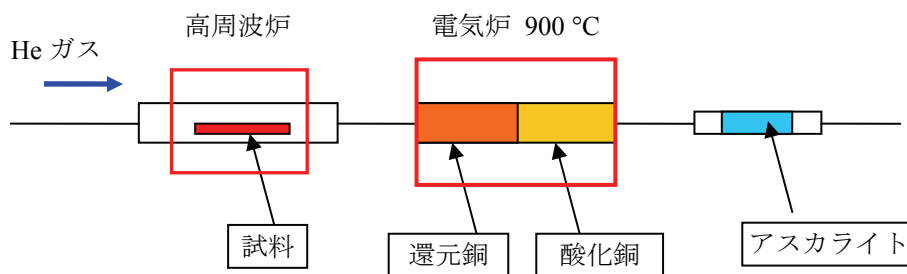 高周波炉
電気炉 900 °C
He ガス
試料
還元銅
酸化銅
アスカライト